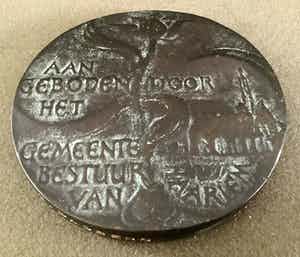 AAN
GEBODEN DOOR
HET
GEMEENTE
BESTUUR
VAN